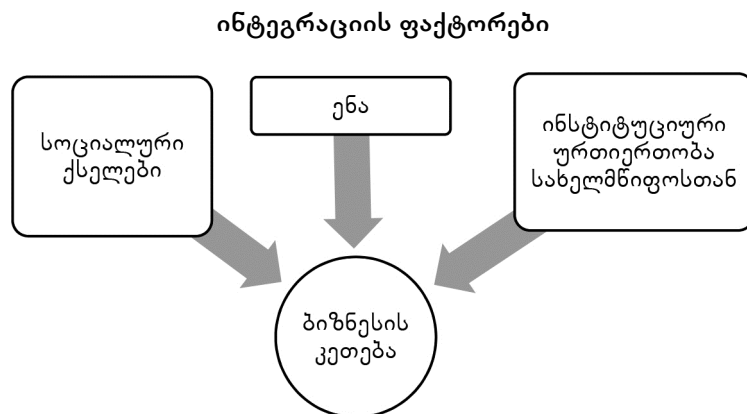 ინტეგრაციის ფაქტორები
სოციალური
ქსელები
ენა
ინსტიტუციური
ურთიერთობა
სახელმწიფოსთან
ბიზნესის
კეთება